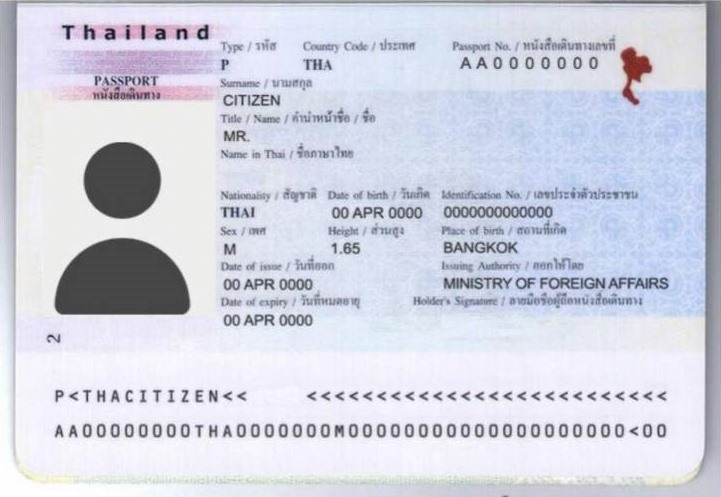 Thailand
PASSPORT
หนังสือเดินทาง
Type / รหัส Country Code / ประเทศ Passport No. / หนังสือเดินทางเลขที่
P THA AA0000000
Surname / นามสกุล
CITIZEN
Title / Name / คำนำหน้าชื่อ / ชื่อ
MR.
Name in Thai / ชื่อภาษาไทย
Nationality / สัญชาติ Date of birth / วันเกิด Identification No. / เลขประจำตัวประชาชน
THAI 00 APR 0000 0000000000000
Sex / เพศ Height / ส่วนสูง Place of birth / สถานที่เกิด
M 1.65 BANGKOK
Date of issue / วันที่ออก Issuing Authority / ออกให้โดย
00 APR 0000 MINISTRY OF FOREIGN AFFAIRS
Date of expiry / วันที่หมดอายุ Holder's Signature / ลายมือชื่อผู้ถือหนังสือเดินทาง
00 APR 0000
2
P<THACITIZEN<< <<<<<<<<<<<<<<<<<<<<<<<<<<
AA00000000THA0000000M0000000000000000000000<00